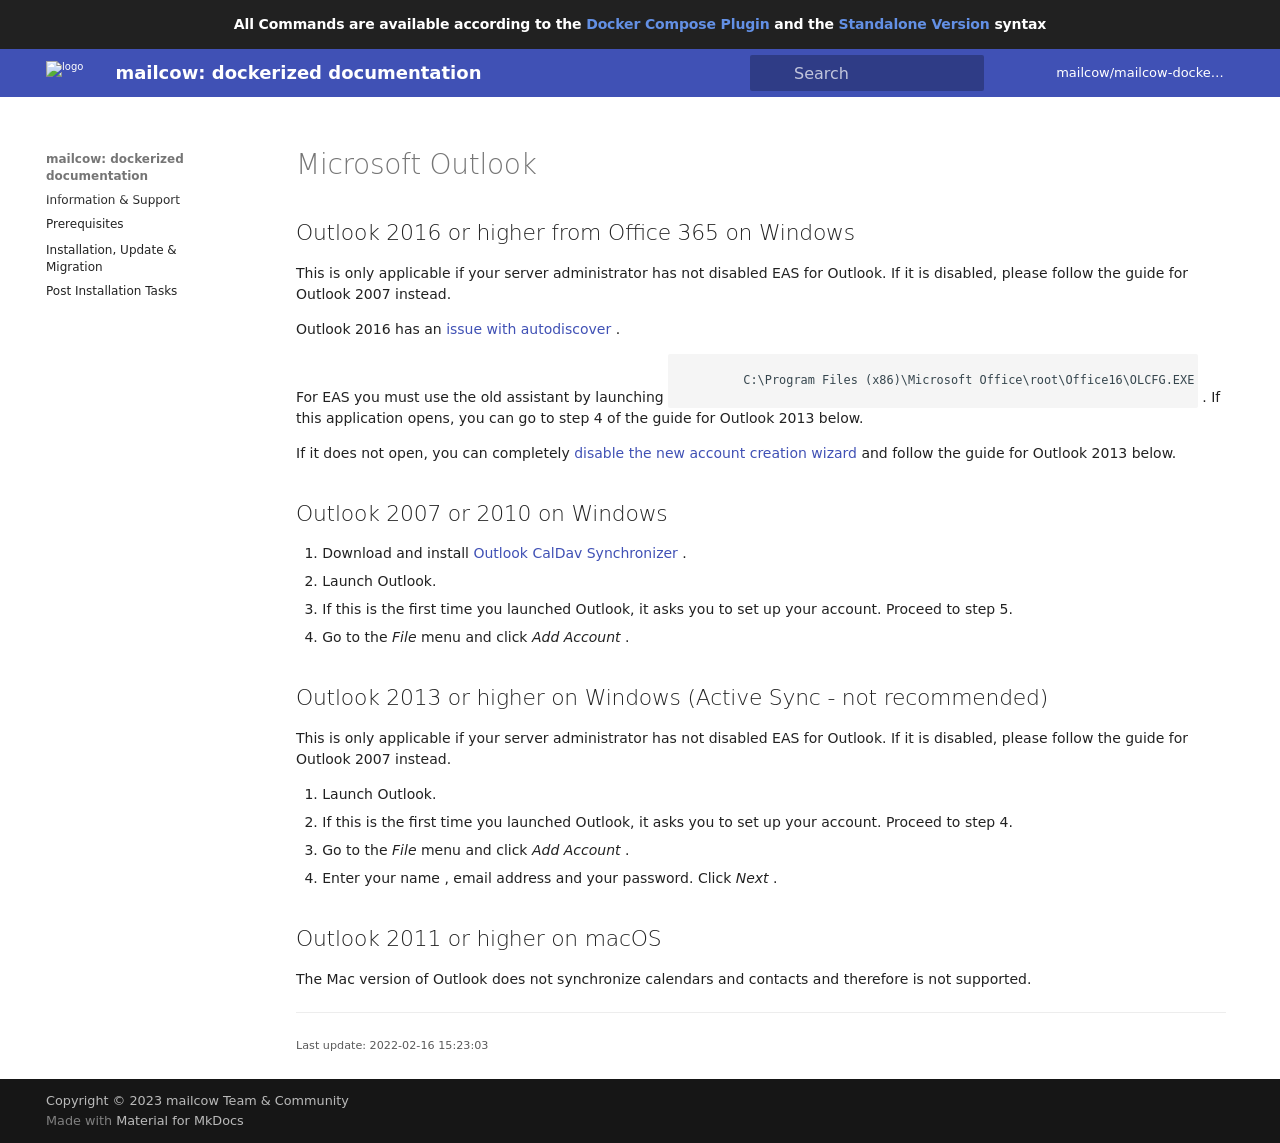 All Commands are available according to the Docker Compose Plugin and the Standalone Version syntax
logo
mailcow: dockerized documentation
Search
mailcow/mailcow-docke…
mailcow: dockerized
documentation
Information & Support
Prerequisites
Installation, Update &
Migration
Post Installation Tasks
Microsoft Outlook
Outlook 2016 or higher from Office 365 on Windows
This is only applicable if your server administrator has not disabled EAS for Outlook. If it is disabled, please follow the guide for
Outlook 2007 instead.
Outlook 2016 has an issue with autodiscover .
For EAS you must use the old assistant by launching C:\Program Files (x86)\Microsoft Office\root\Office16\OLCFG.EXE . If
this application opens, you can go to step 4 of the guide for Outlook 2013 below.
If it does not open, you can completely disable the new account creation wizard and follow the guide for Outlook 2013 below.
Outlook 2007 or 2010 on Windows
1. Download and install Outlook CalDav Synchronizer .
2. Launch Outlook.
3. If this is the first time you launched Outlook, it asks you to set up your account. Proceed to step 5.
4. Go to the File menu and click Add Account .
Outlook 2013 or higher on Windows (Active Sync - not recommended)
This is only applicable if your server administrator has not disabled EAS for Outlook. If it is disabled, please follow the guide for
Outlook 2007 instead.
1. Launch Outlook.
2. If this is the first time you launched Outlook, it asks you to set up your account. Proceed to step 4.
3. Go to the File menu and click Add Account .
4. Enter your name , email address and your password. Click Next .
Outlook 2011 or higher on macOS
The Mac version of Outlook does not synchronize calendars and contacts and therefore is not supported.
Last update: 2022-02-16 15:23:03
Copyright © 2023 mailcow Team & Community
Made with Material for MkDocs